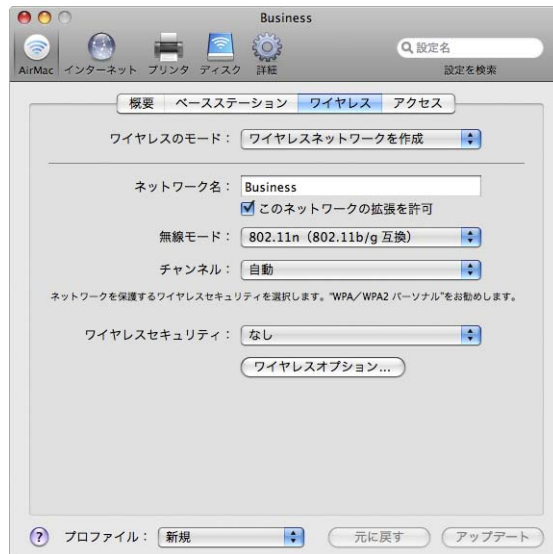 Business
設定名
AirMac インターネット プリンタ ディスク 詳細 設定を検索
概要 ベースステーション ワイヤレス アクセス
ワイヤレスのモード： ワイヤレスネットワークを作成
ネットワーク名： Business
このネットワークの拡張を許可
無線モード： 802.11n（802.11b/g 互換）
チャンネル： 自動
ネットワークを保護するワイヤレスセキュリティを選択します。“WPA／WPA2 パーソナル”をお勧めします。
ワイヤレスセキュリティ： なし
ワイヤレスオプション...
? プロファイル： 新規 元に戻す アップデート